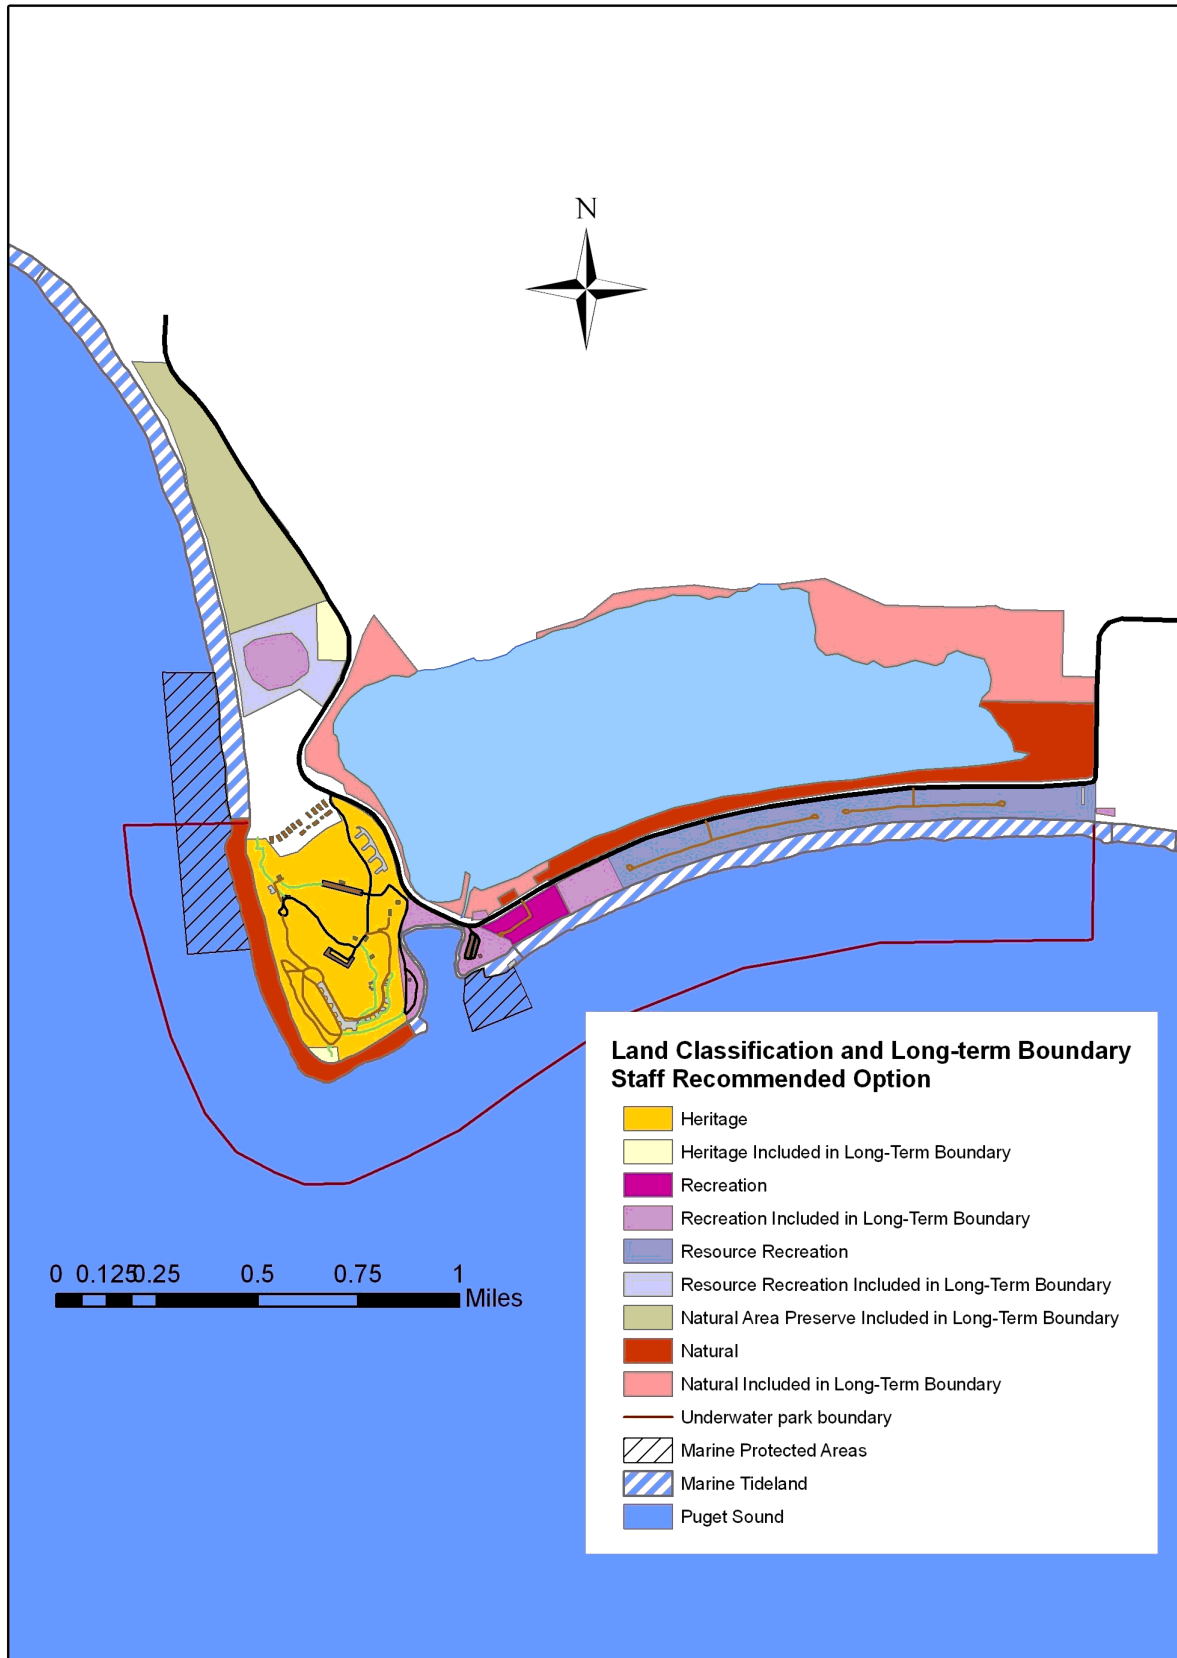 N
0 0.125 0.25 0.5 0.75 1
Miles
Land Classification and Long-term Boundary
Staff Recommended Option
Heritage
Heritage Included in Long-Term Boundary
Recreation
Recreation Included in Long-Term Boundary
Resource Recreation
Resource Recreation Included in Long-Term Boundary
Natural Area Preserve Included in Long-Term Boundary
Natural
Natural Included in Long-Term Boundary
Underwater park boundary
Marine Protected Areas
Marine Tideland
Puget Sound